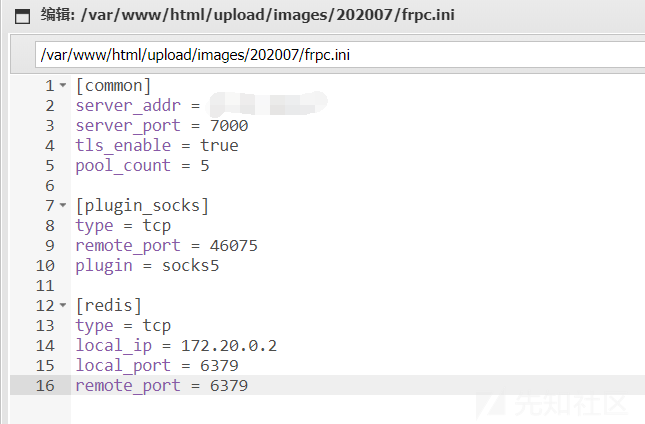 编辑: /var/www/html/upload/images/202007/frpc.ini
/var/www/html/upload/images/202007/frpc.ini
1 [common]
2 server_addr =
3 server_port = 7000
4 tls_enable = true
5 pool_count = 5
6
7 [plugin_socks]
8 type = tcp
9 remote_port = 46075
10 plugin = socks5
11
12 [redis]
13 type = tcp
14 local_ip = 172.20.0.2
15 local_port = 6379
16 remote_port = 6379
先知社区